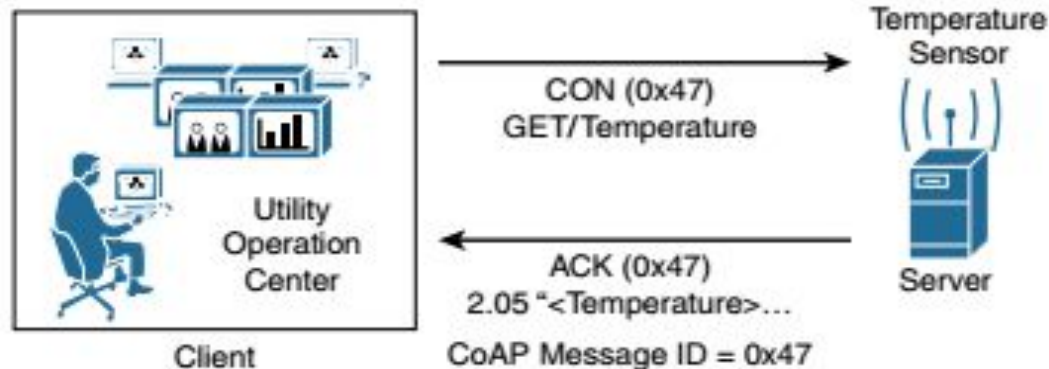 Temperature
Sensor
CON (0x47)
GET/Temperature
Utility
Operation
Center
ACK (0x47)
2.05 “<Temperature>...
CoAP Message ID = 0x47
Server
Client